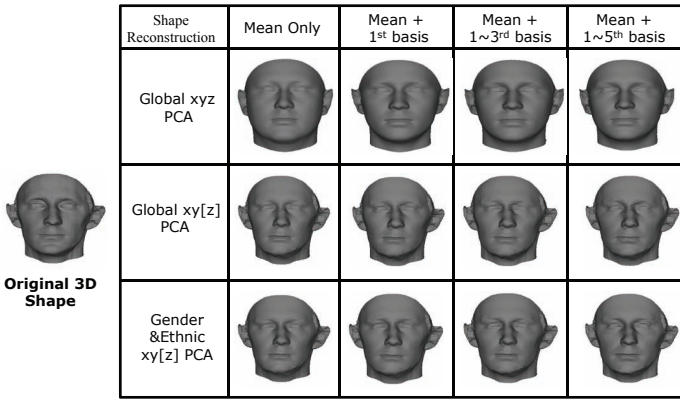 Shape
Reconstruction
Mean Only
Mean +
1st basis
Mean +
1~3rd basis
Mean +
1~5th basis
Global xyz
PCA
Global xy[z]
PCA
Original 3D
Shape
Gender
&Ethnic
xy[z] PCA